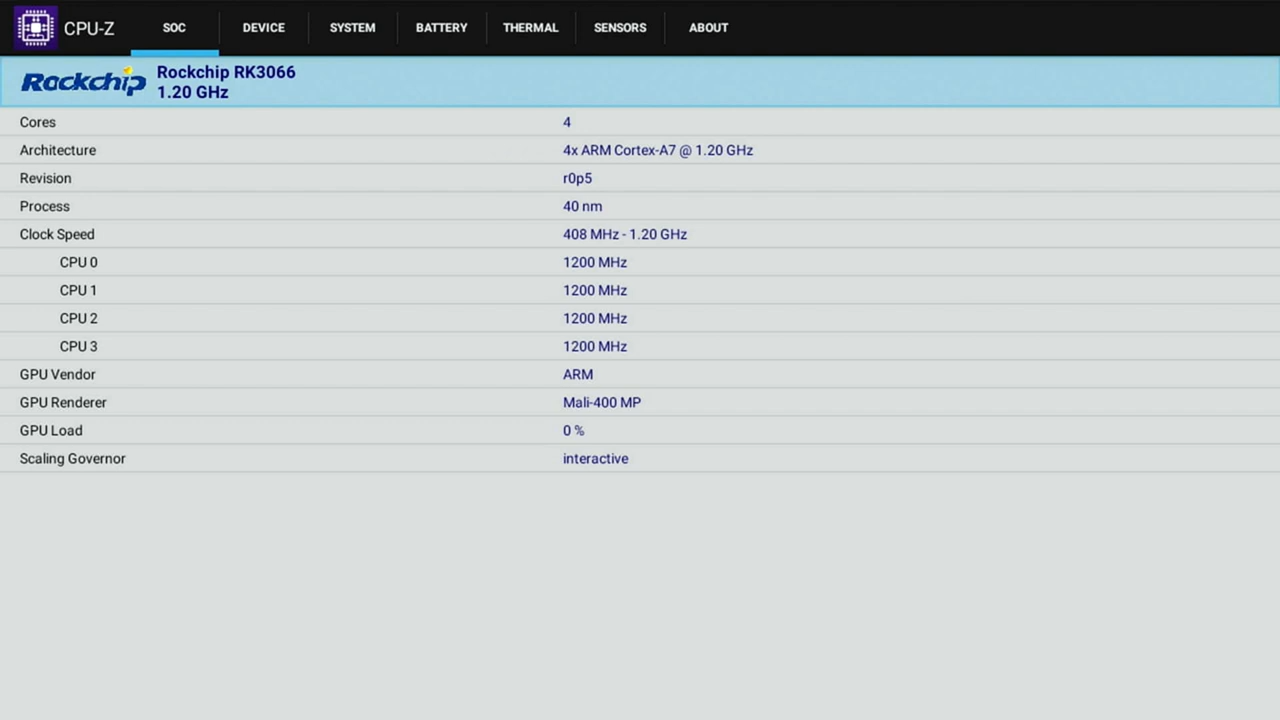 CPU-Z SOC DEVICE SYSTEM BATTERY THERMAL SENSORS ABOUT
Rockchip Rockchip RK3066
1.20 GHz
Cores 4
Architecture 4x ARM Cortex-A7 @ 1.20 GHz
Revision r0p5
Process 40 nm
Clock Speed 408 MHz - 1.20 GHz
CPU 0 1200 MHz
CPU 1 1200 MHz
CPU 2 1200 MHz
CPU 3 1200 MHz
GPU Vendor ARM
GPU Renderer Mali-400 MP
GPU Load 0 %
Scaling Governor interactive